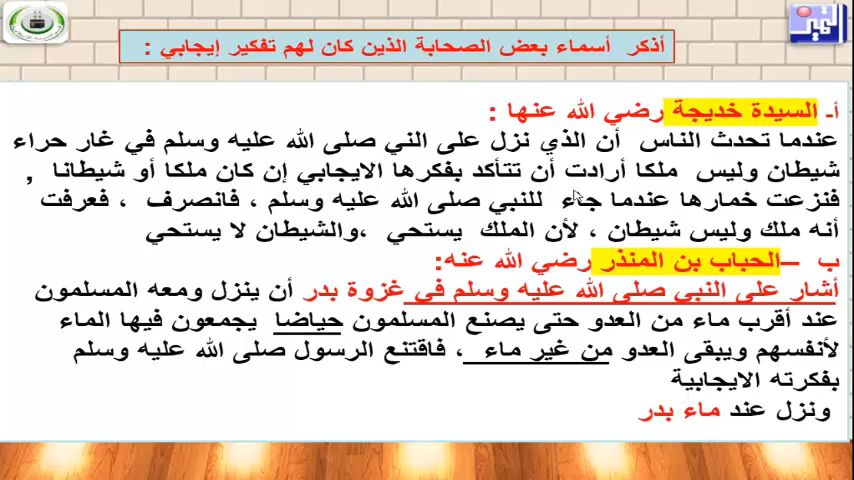 التميز
أذكر أسماء بعض الصحابة الذين كان لهم تفكير إيجابي :
أ- السيدة خديجة رضي الله عنها :
عندما تحدث الناس أن الذي نزل على النبي صلى الله عليه وسلم في غار حراء
شيطان وليس ملكا أرادت أن تتأكد بفكرها الايجابي إن كان ملكا أو شيطانا ,
فنزعت خمارها عندما جاء للنبي صلى الله عليه وسلم ، فانصرف ، فعرفت
أنه ملك وليس شيطان ، لأن الملك يستحي ،والشيطان لا يستحي
ب –الحباب بن المنذر رضي الله عنه:
أشار على النبي صلى الله عليه وسلم في غزوة بدر أن ينزل ومعه المسلمون
عند أقرب ماء من العدو حتى يصنع المسلمون حياضا يجمعون فيها الماء
لأنفسهم ويبقى العدو من غير ماء ، فاقتنع الرسول صلى الله عليه وسلم
بفكرته الايجابية
ونزل عند ماء بدر